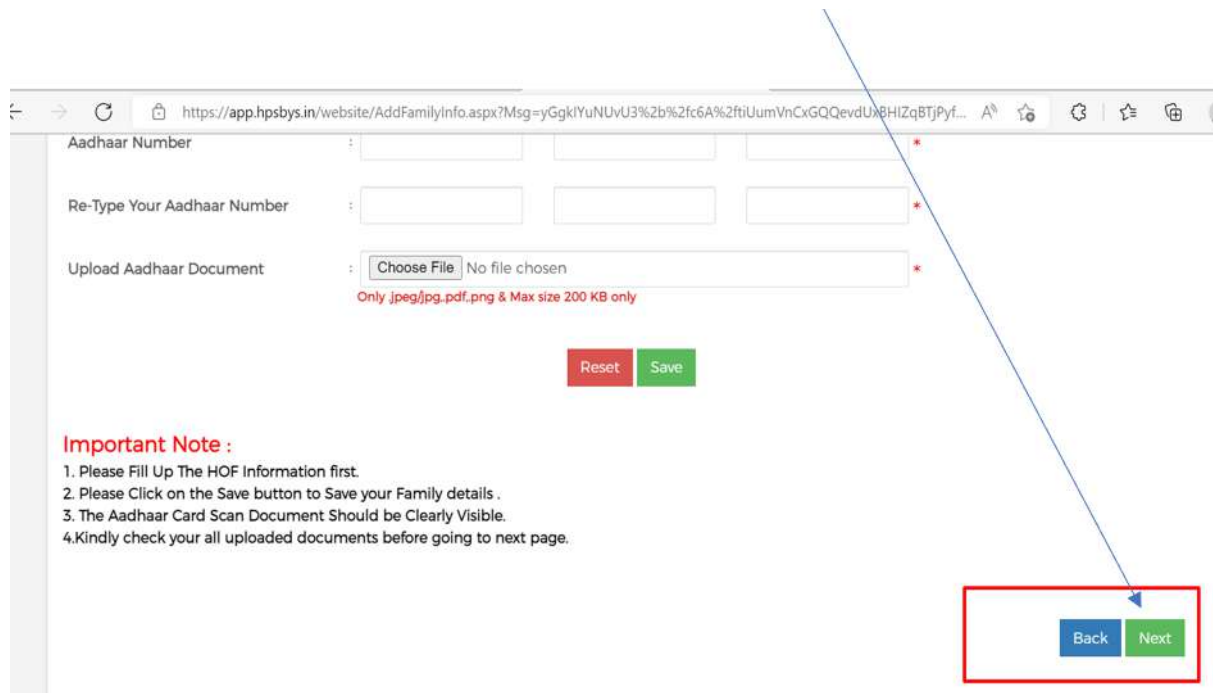 https://app.hpsbys.in/website/AddFamilyInfo.aspx?Msg=yGgkIYuNUvU3%2b%2fc6A%2ftiUumVnCxGQQevdUxBHIZqBTjPyf...
Aadhaar Number : *
Re-Type Your Aadhaar Number : *
Upload Aadhaar Document : Choose File No file chosen *
Only .jpeg/jpg,.pdf,.png & Max size 200 KB only
Reset Save
Important Note :
1. Please Fill Up The HOF Information first.
2. Please Click on the Save button to Save your Family details .
3. The Aadhaar Card Scan Document Should be Clearly Visible.
4.Kindly check your all uploaded documents before going to next page.
Back Next